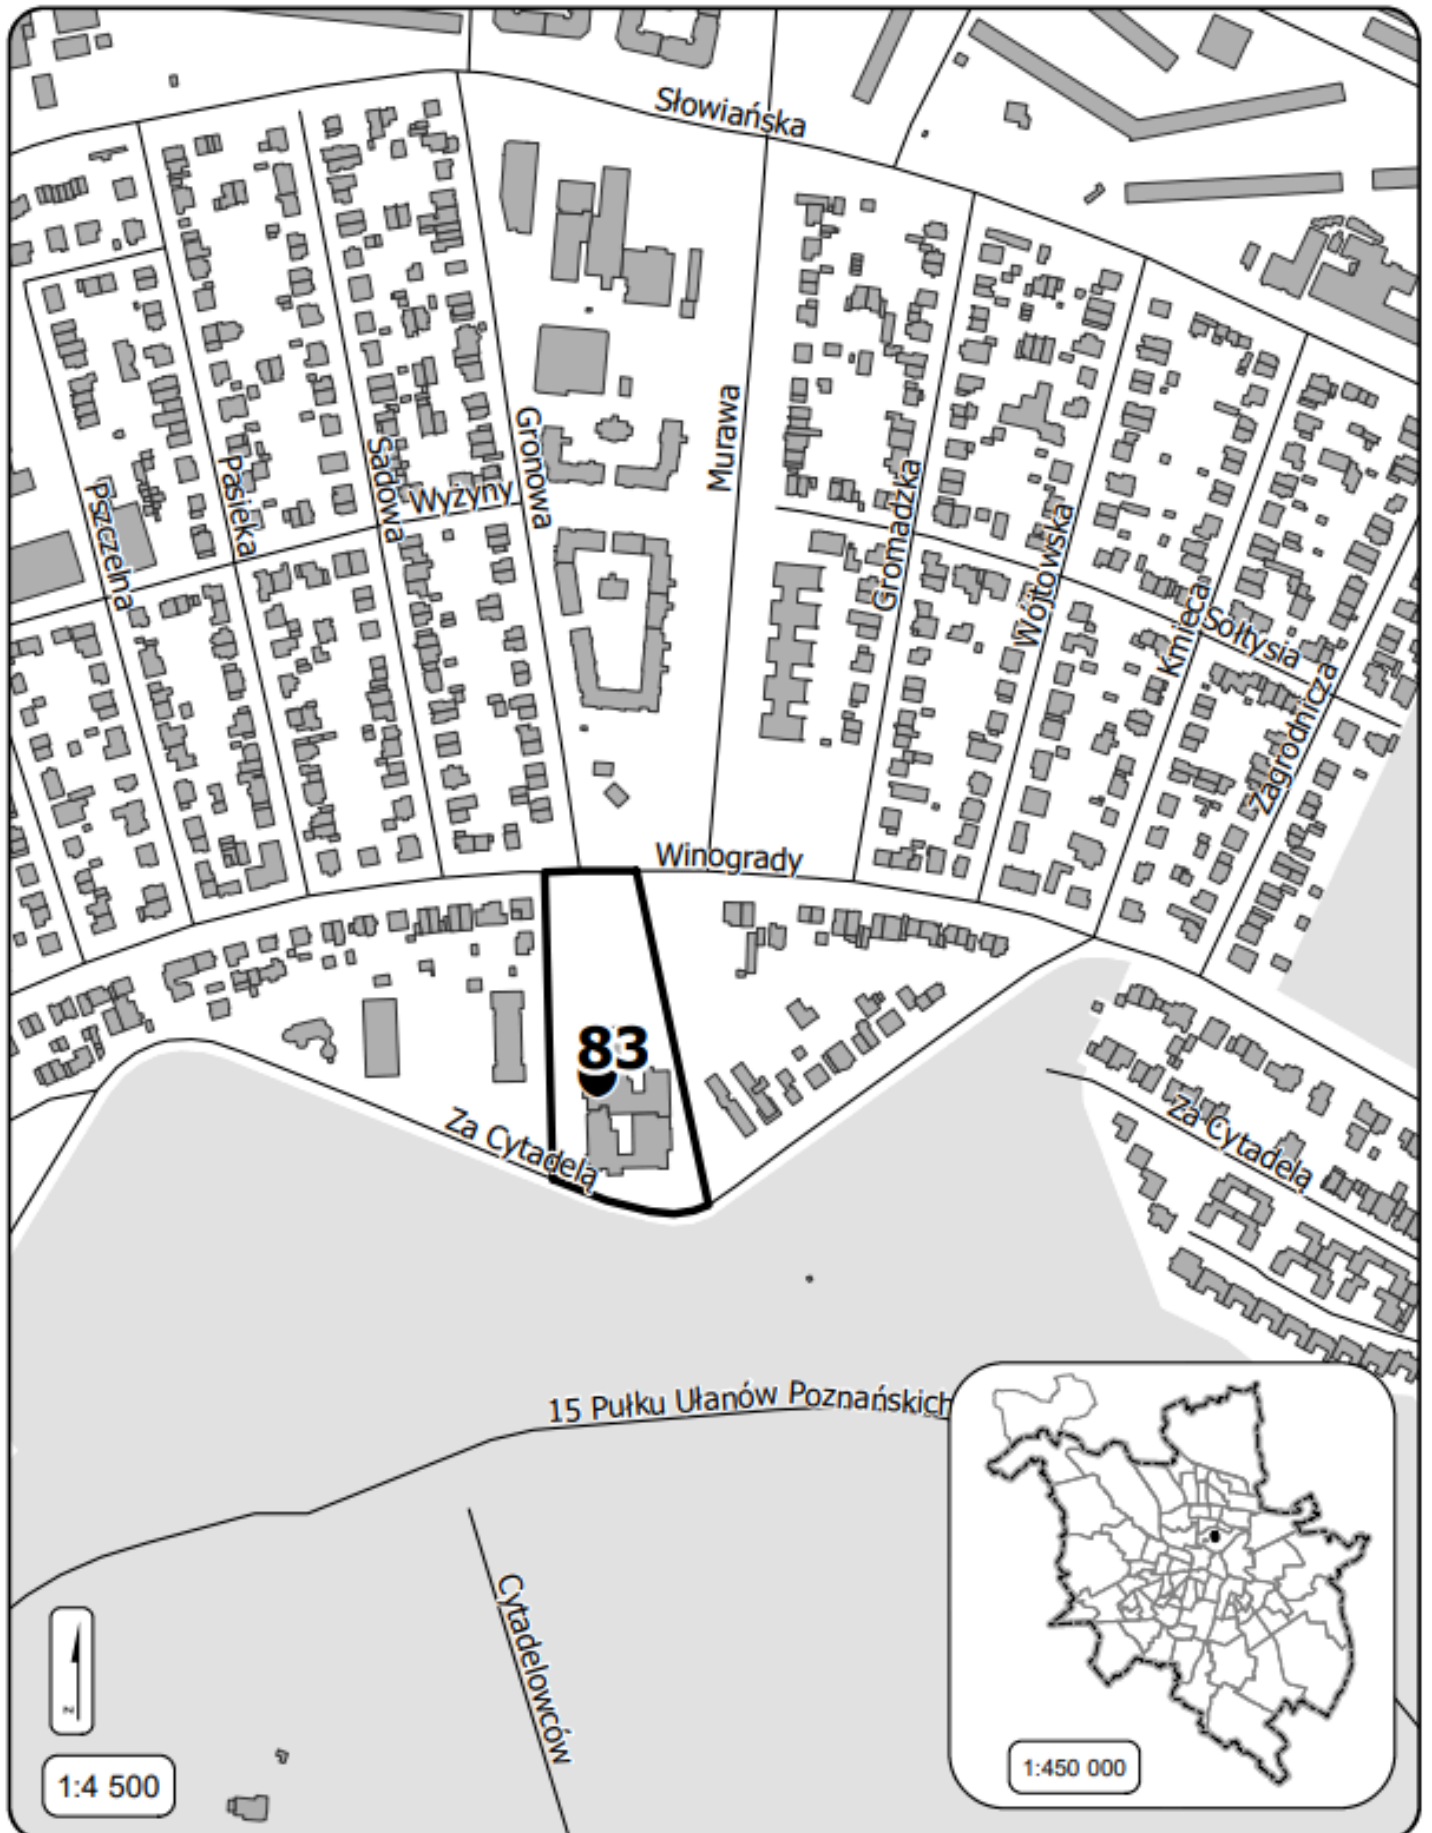 Słowiańska
Gronowa
Murawa
Pasieka
Sadowa
Wyżyny
Pszczelna
Gromadzka
Wójtowska
Kmieca
Sołtysia
Zagrodnicza
Winogrady
83
Za Cytadelą
Za Cytadelą
15 Pułku Ułanów Poznańskich
Cytadelowców
z
1:4 500
1:450 000